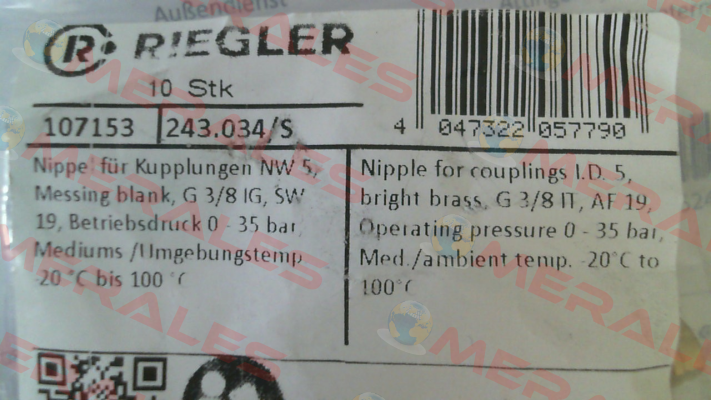 Außendienst
R RIEGLER
10 Stk
107153 243.034/S
4 047322 057790
Nippel für Kupplungen NW 5,
Messing blank, G 3/8 IG, SW
19, Betriebsdruck 0 - 35 bar,
Mediums /Umgebungstemp
-20°C bis 100 °C
Nipple for couplings I.D. 5,
bright brass, G 3/8 IT, AF 19,
Operating pressure 0 - 35 bar,
Med./ambient temp. -20°C to
100°C
OMERALES